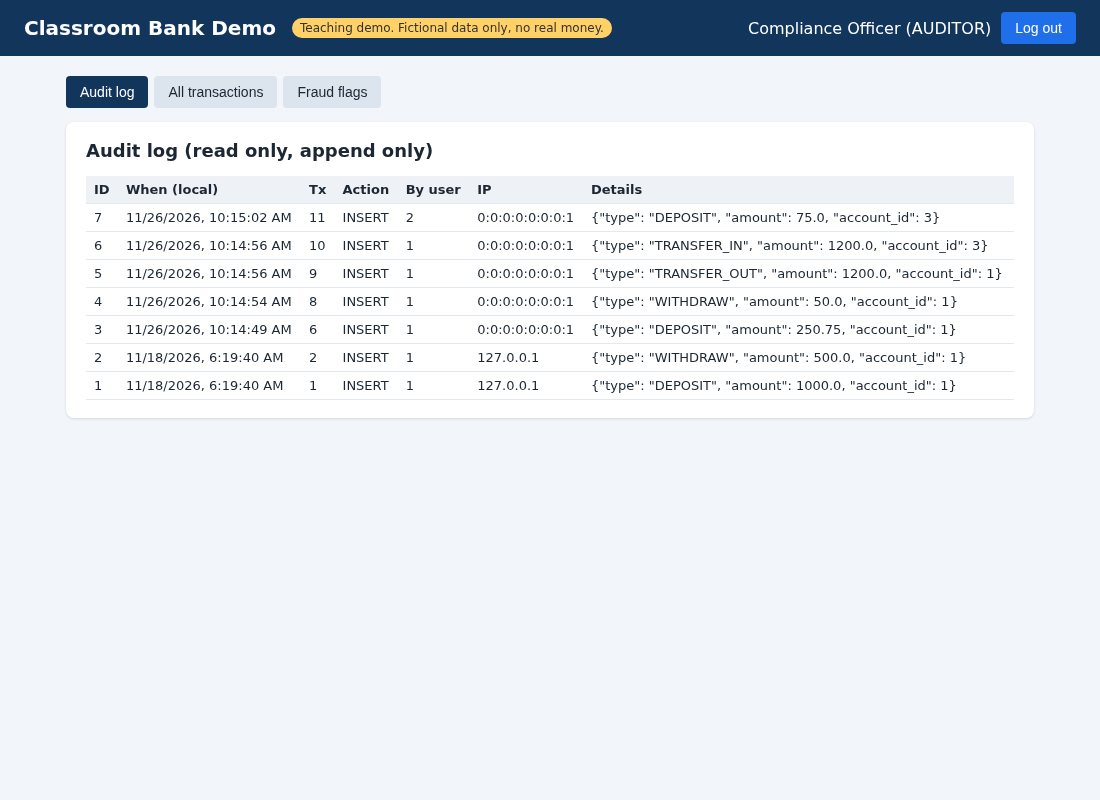 Classroom Bank Demo Teaching demo. Fictional data only, no real money. Compliance Officer (AUDITOR) Log out
Audit log All transactions Fraud flags
Audit log (read only, append only)
ID When (local) Tx Action By user IP Details
7 11/26/2026, 10:15:02 AM 11 INSERT 2 0:0:0:0:0:0:0:1 {"type": "DEPOSIT", "amount": 75.0, "account_id": 3}
6 11/26/2026, 10:14:56 AM 10 INSERT 1 0:0:0:0:0:0:0:1 {"type": "TRANSFER_IN", "amount": 1200.0, "account_id": 3}
5 11/26/2026, 10:14:56 AM 9 INSERT 1 0:0:0:0:0:0:0:1 {"type": "TRANSFER_OUT", "amount": 1200.0, "account_id": 1}
4 11/26/2026, 10:14:54 AM 8 INSERT 1 0:0:0:0:0:0:0:1 {"type": "WITHDRAW", "amount": 50.0, "account_id": 1}
3 11/26/2026, 10:14:49 AM 6 INSERT 1 0:0:0:0:0:0:0:1 {"type": "DEPOSIT", "amount": 250.75, "account_id": 1}
2 11/18/2026, 6:19:40 AM 2 INSERT 1 127.0.0.1 {"type": "WITHDRAW", "amount": 500.0, "account_id": 1}
1 11/18/2026, 6:19:40 AM 1 INSERT 1 127.0.0.1 {"type": "DEPOSIT", "amount": 1000.0, "account_id": 1}